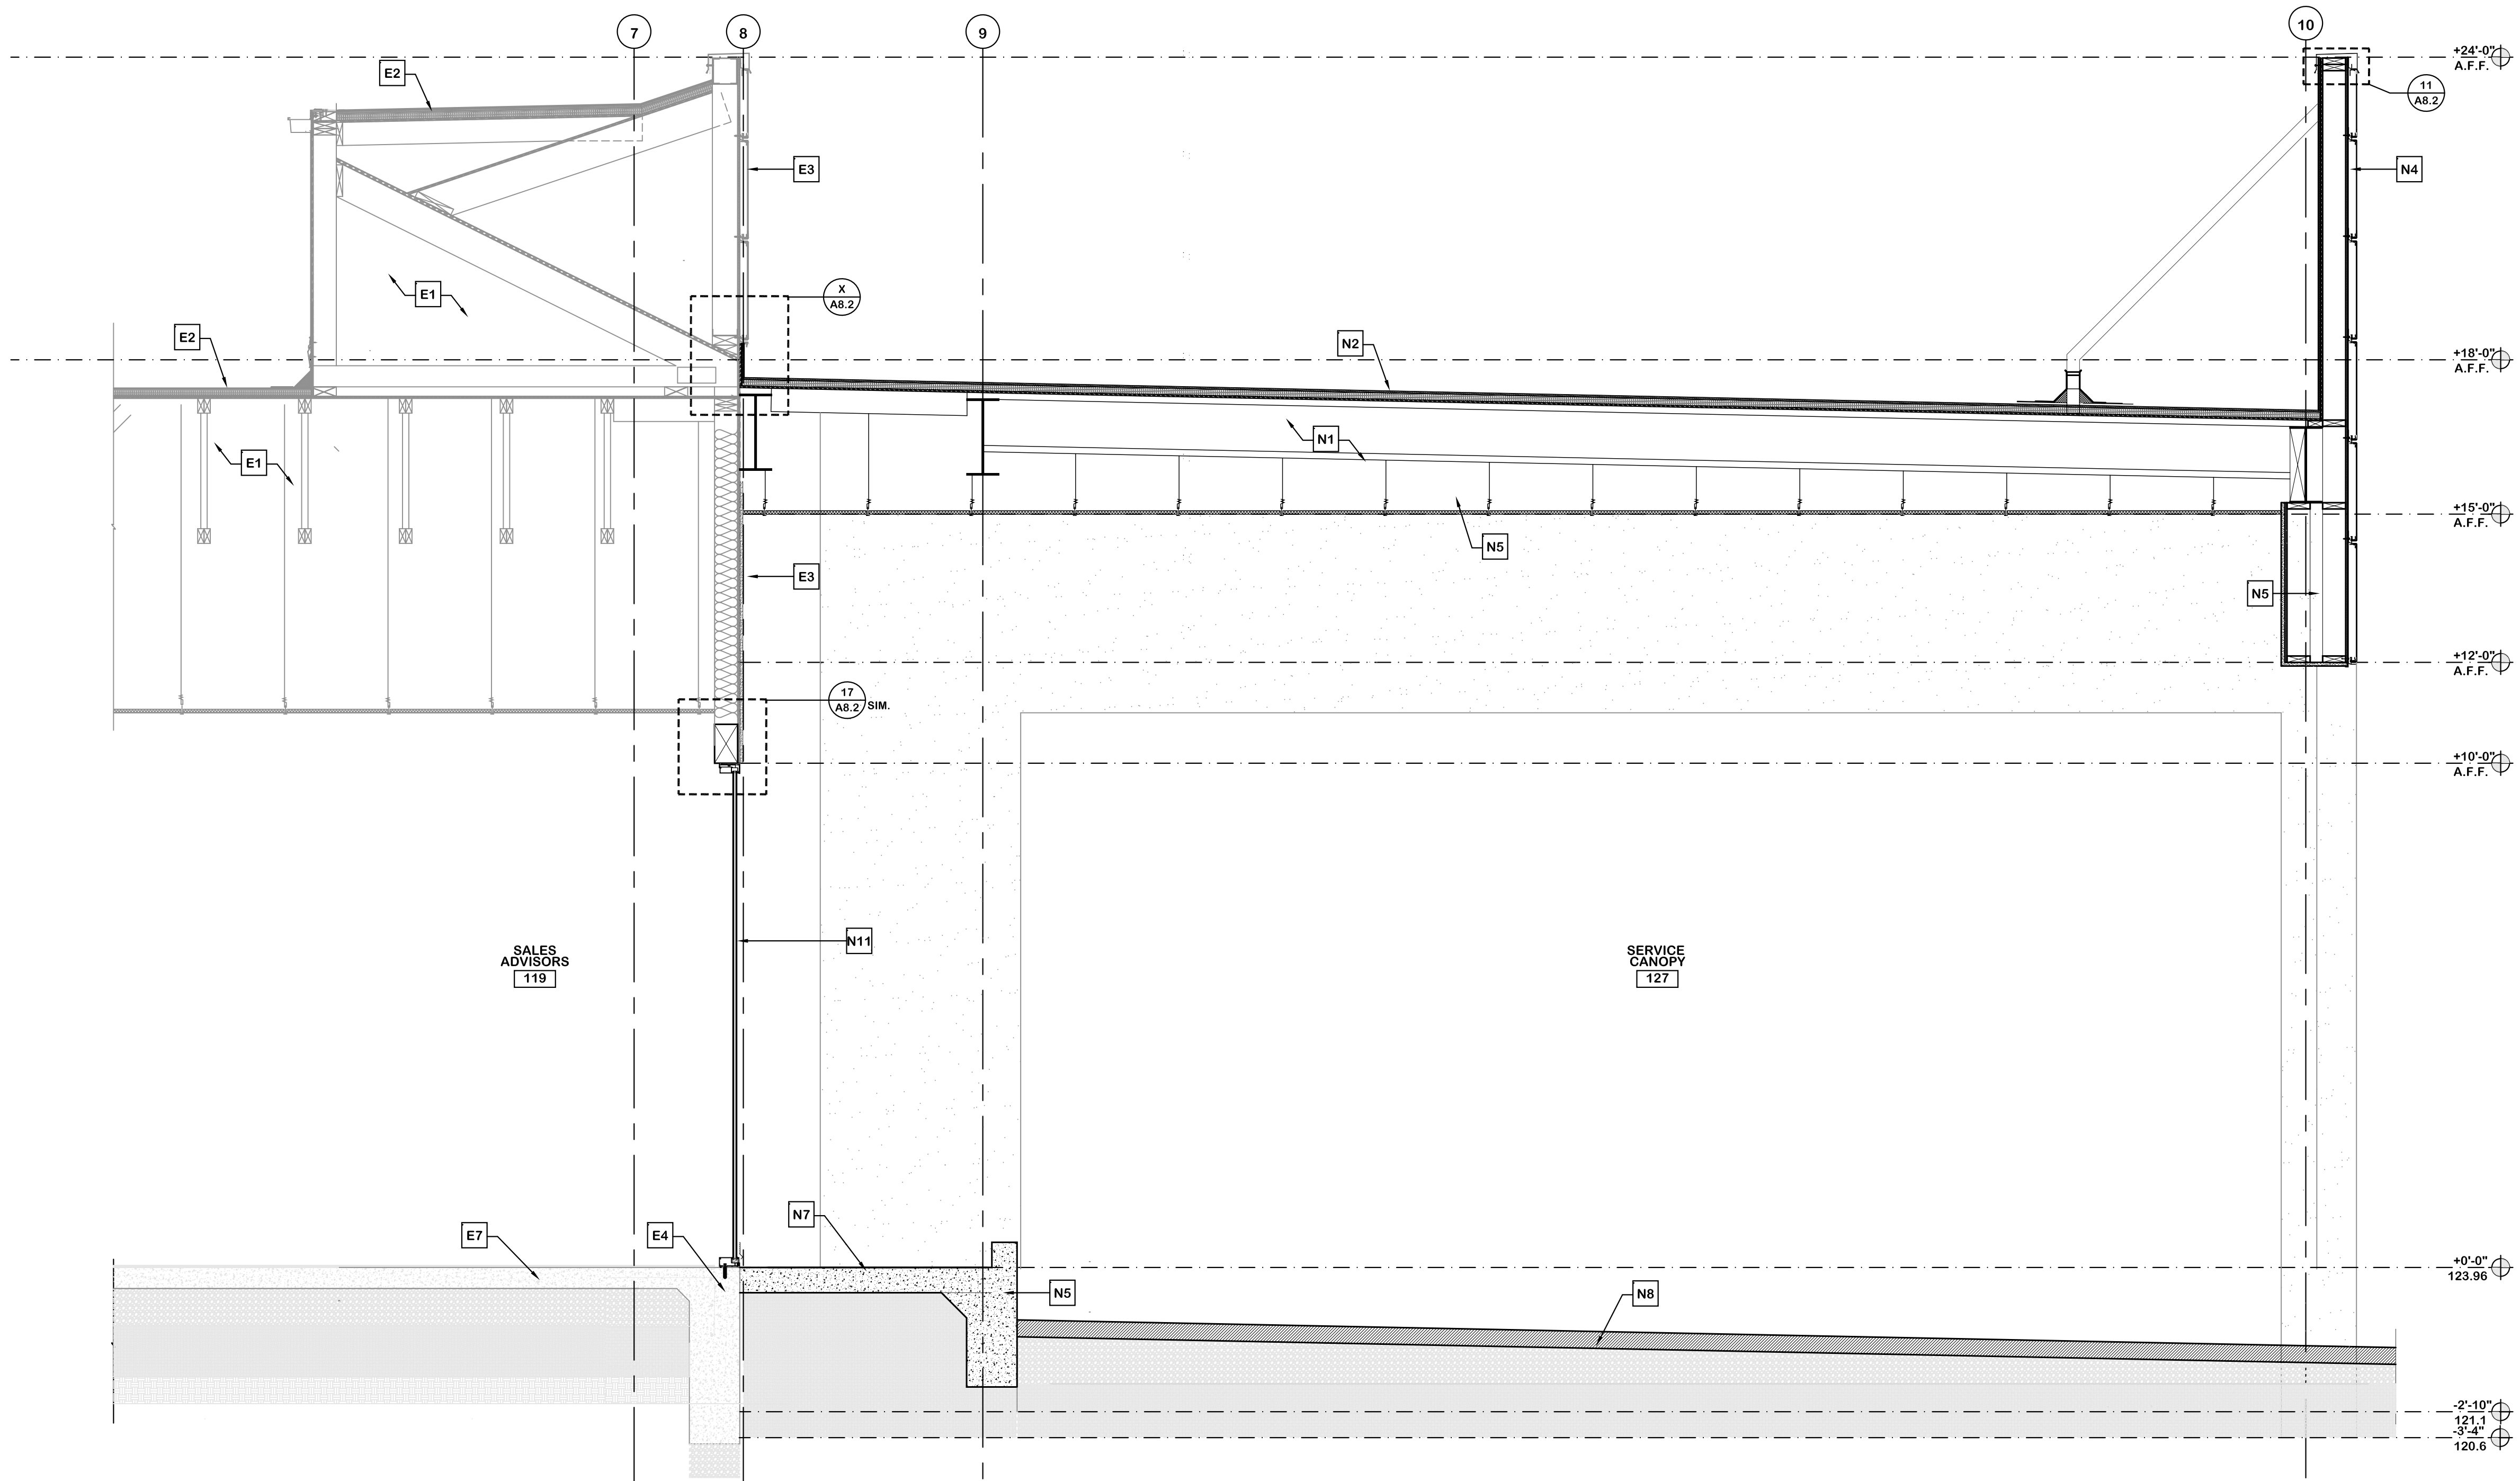 7
8
9
10
+24'-0"
A.F.F.
E2
11
A8.2
E3
N4
E1
X
A8.2
E2
N2
+18'-0"
A.F.F.
N1
E1
+15'-0"
A.F.F.
N5
E3
N5
+12'-0"
A.F.F.
17
A8.2
SIM.
+10'-0"
A.F.F.
N11
SALES
ADVISORS
119
SERVICE
CANOPY
127
N7
E7
E4
+0'-0"
123.96
N5
N8
-2'-10"
121.1
-3'-4"
120.6